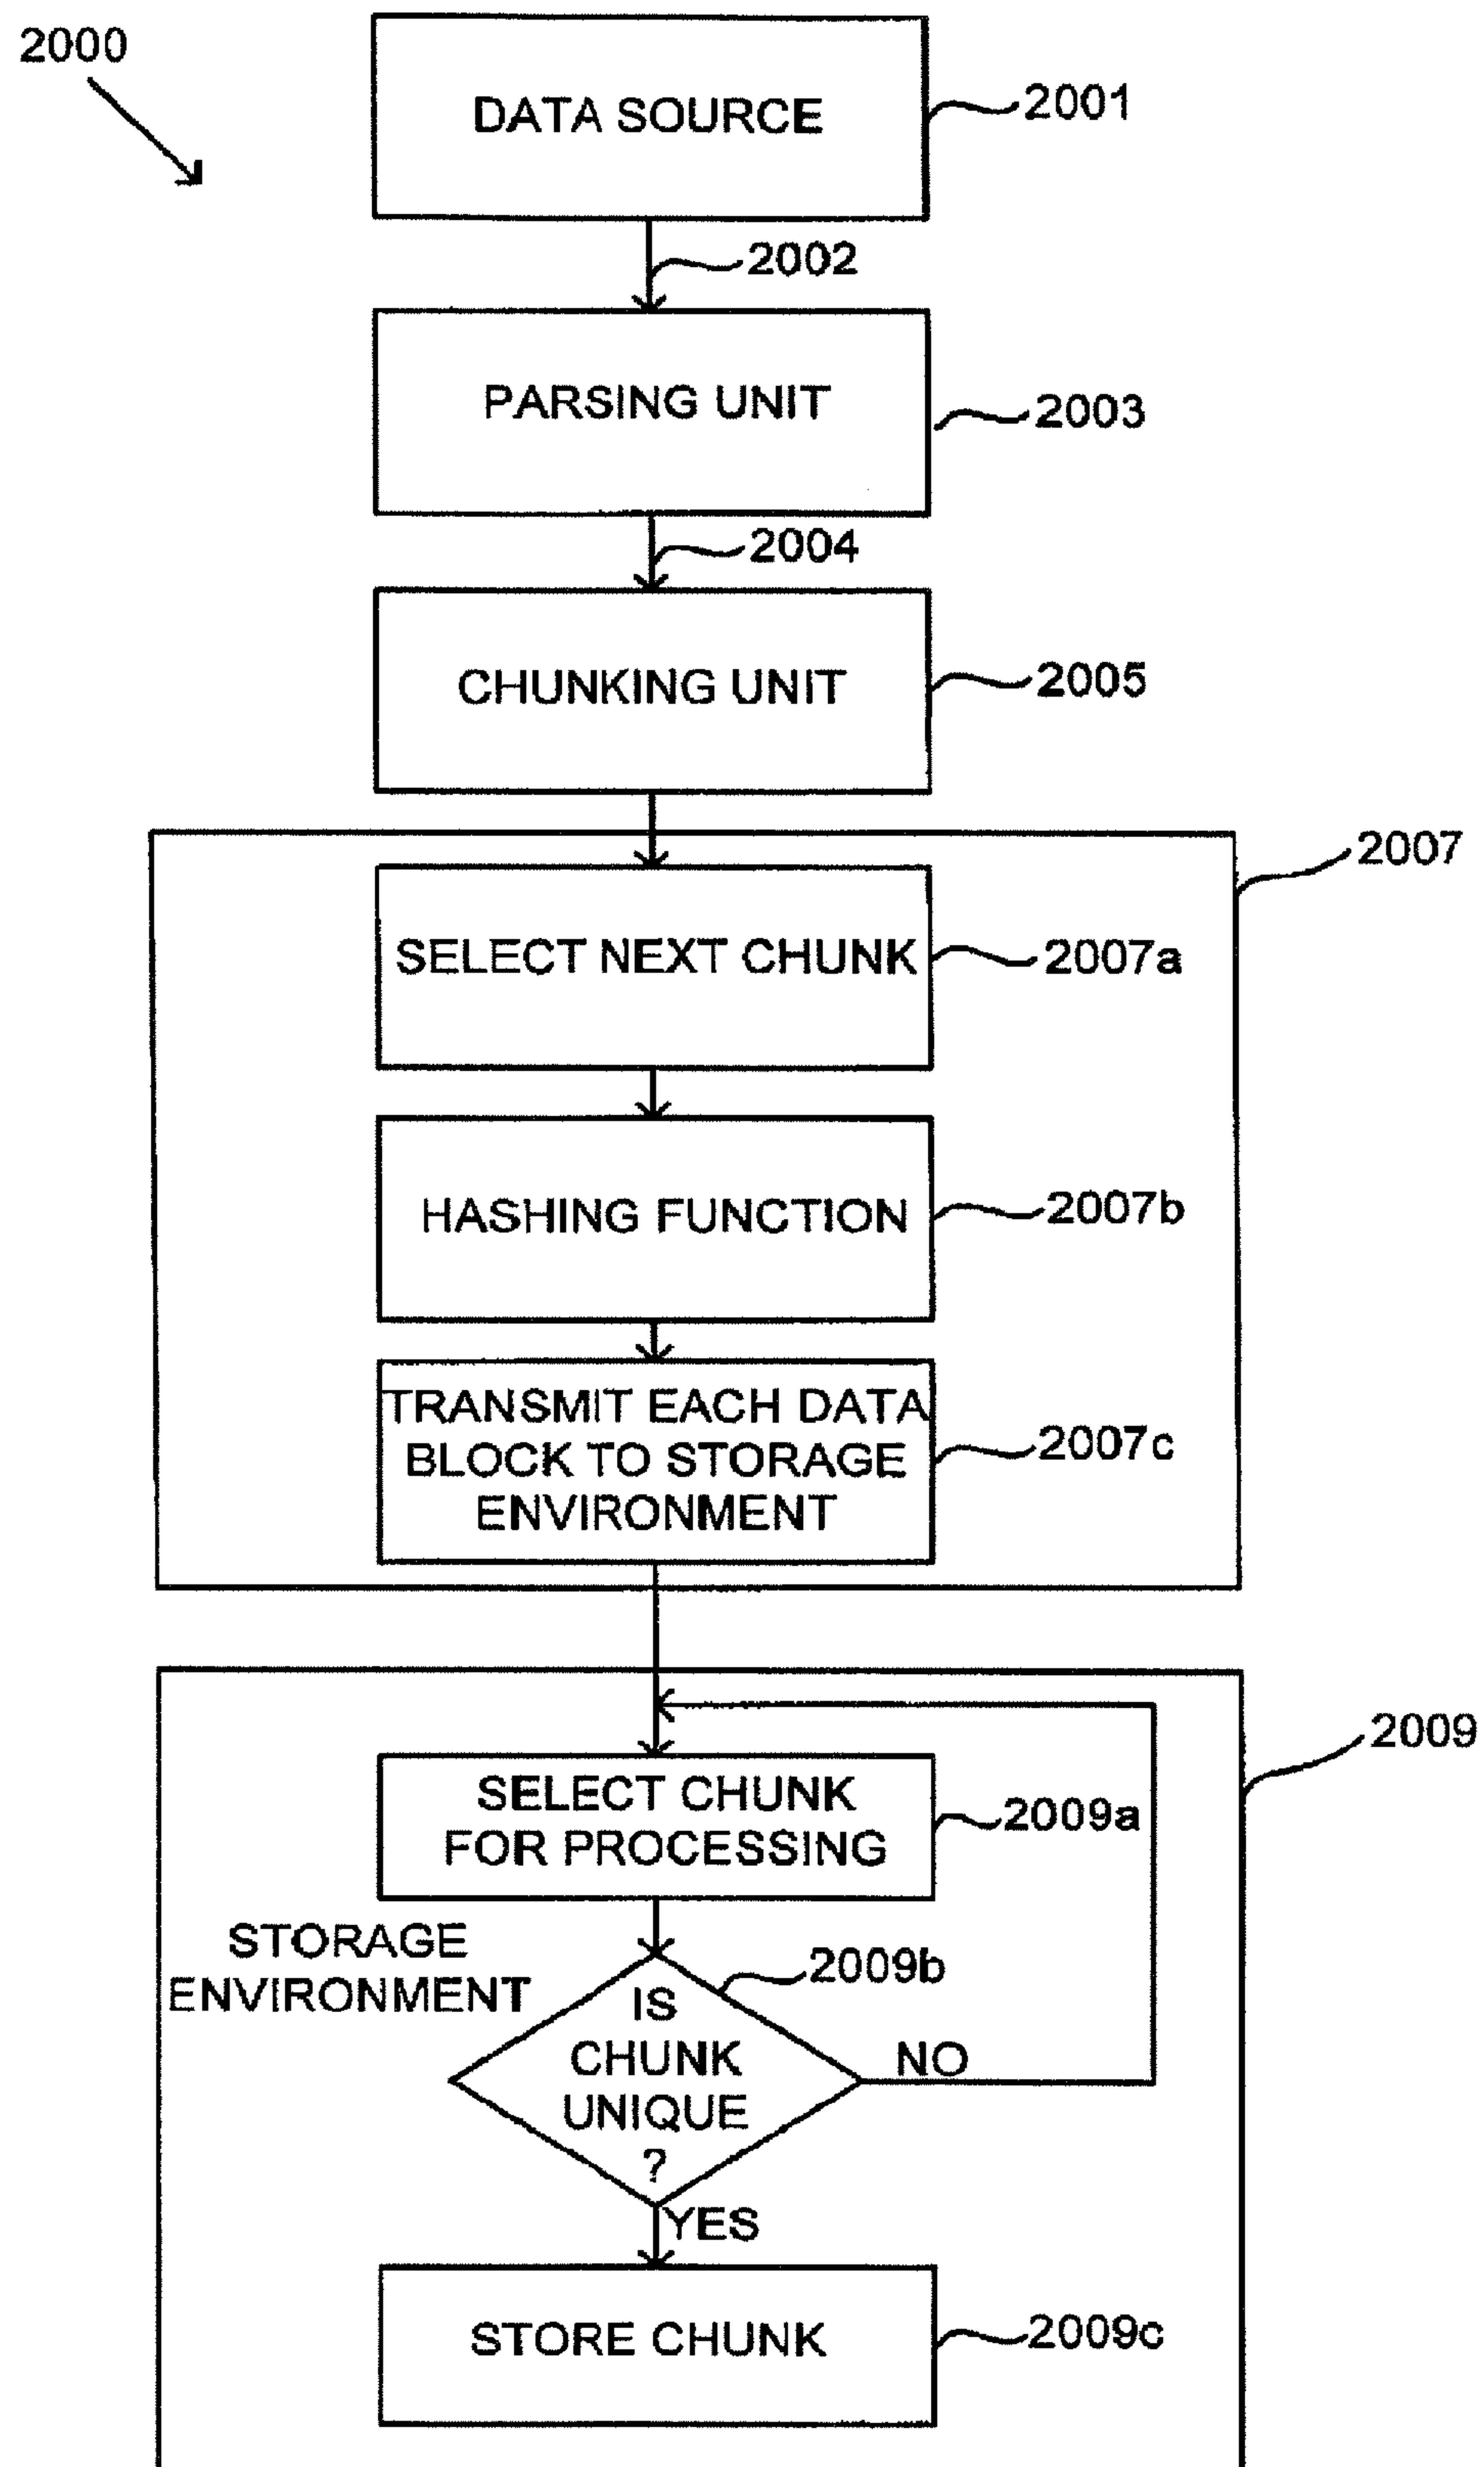 2000
DATA SOURCE
2001
2002
PARSING UNIT
2003
2004
CHUNKING UNIT
2005
2007
SELECT NEXT CHUNK
2007a
HASHING FUNCTION
2007b
TRANSMIT EACH DATA
BLOCK TO STORAGE
ENVIRONMENT
2007c
2009
SELECT CHUNK
FOR PROCESSING
2009a
STORAGE
ENVIRONMENT
2009b
IS
CHUNK
UNIQUE
?
NO
YES
STORE CHUNK
2009c